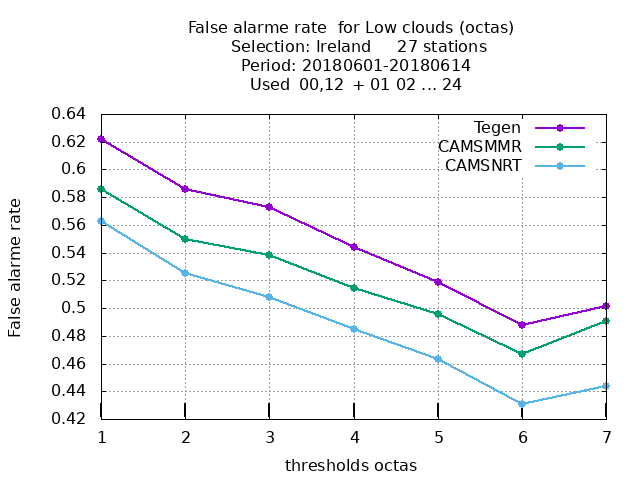 False alarme rate  for Low clouds (octas)
Selection: Ireland     27 stations
Period: 20180601-20180614
Used  00,12  + 01 02 ... 24
Tegen
CAMSMMR
CAMSNRT
False alarme rate
0.64
0.62
0.6
0.58
0.56
0.54
0.52
0.5
0.48
0.46
0.44
0.42
1 2 3 4 5 6 7
thresholds octas